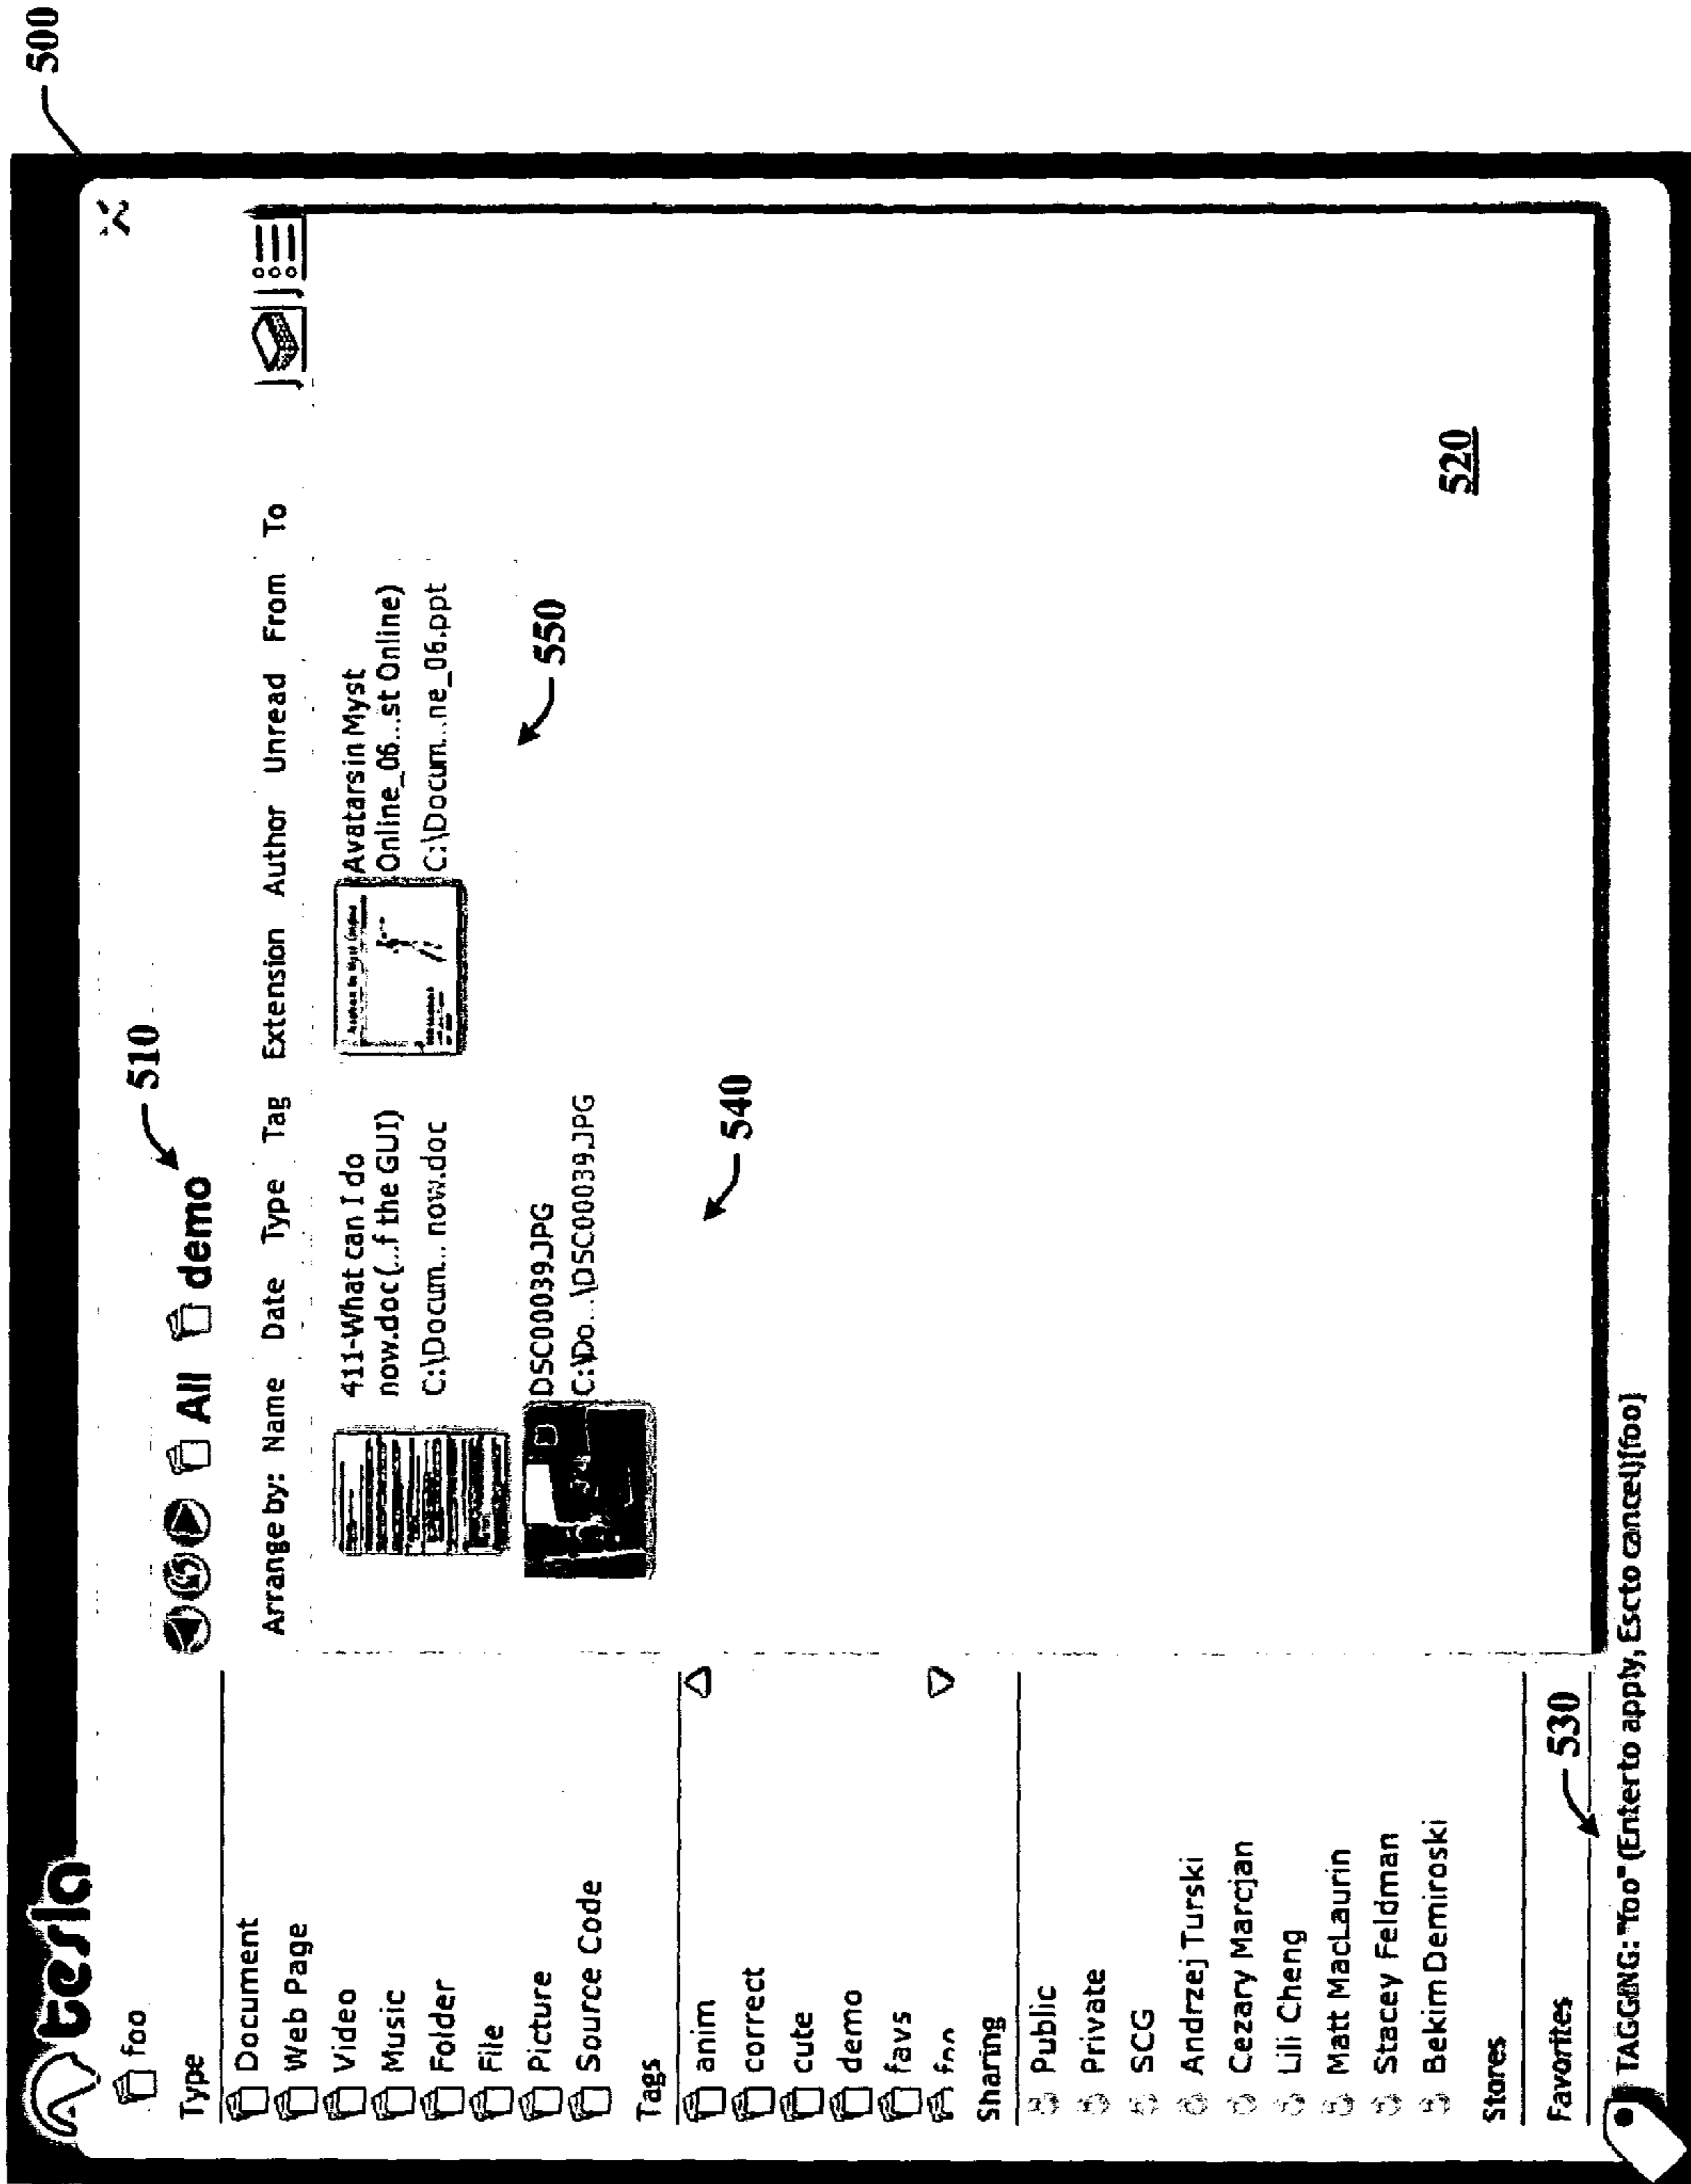 500
tesla
foo
510
All demo
Type
Document
Web Page
Video
Music
Folder
File
Picture
Source Code
Tags
anim
correct
cute
demo
favs
Sharing
Public
Private
SCG
Andrzej Turski
Cezary Marcjan
Lili Cheng
Matt MacLaurin
Stacey Feldman
Bekim Demiroski
Stores
Favorites
530
Arrange by: Name Date Type Tag Extension Author Unread From To
411-What can I do
now.doc (...f the GUI)
C:\Docum... now.doc
DSC00039.JPG
C:\Do...\DSC00039.JPG
540
Avatars in Myst
Online_06...st Online)
C:\Docum...ne_06.ppt
550
520
TAGGING: "foo" (Enter to apply, Esc to cancel)[foo]